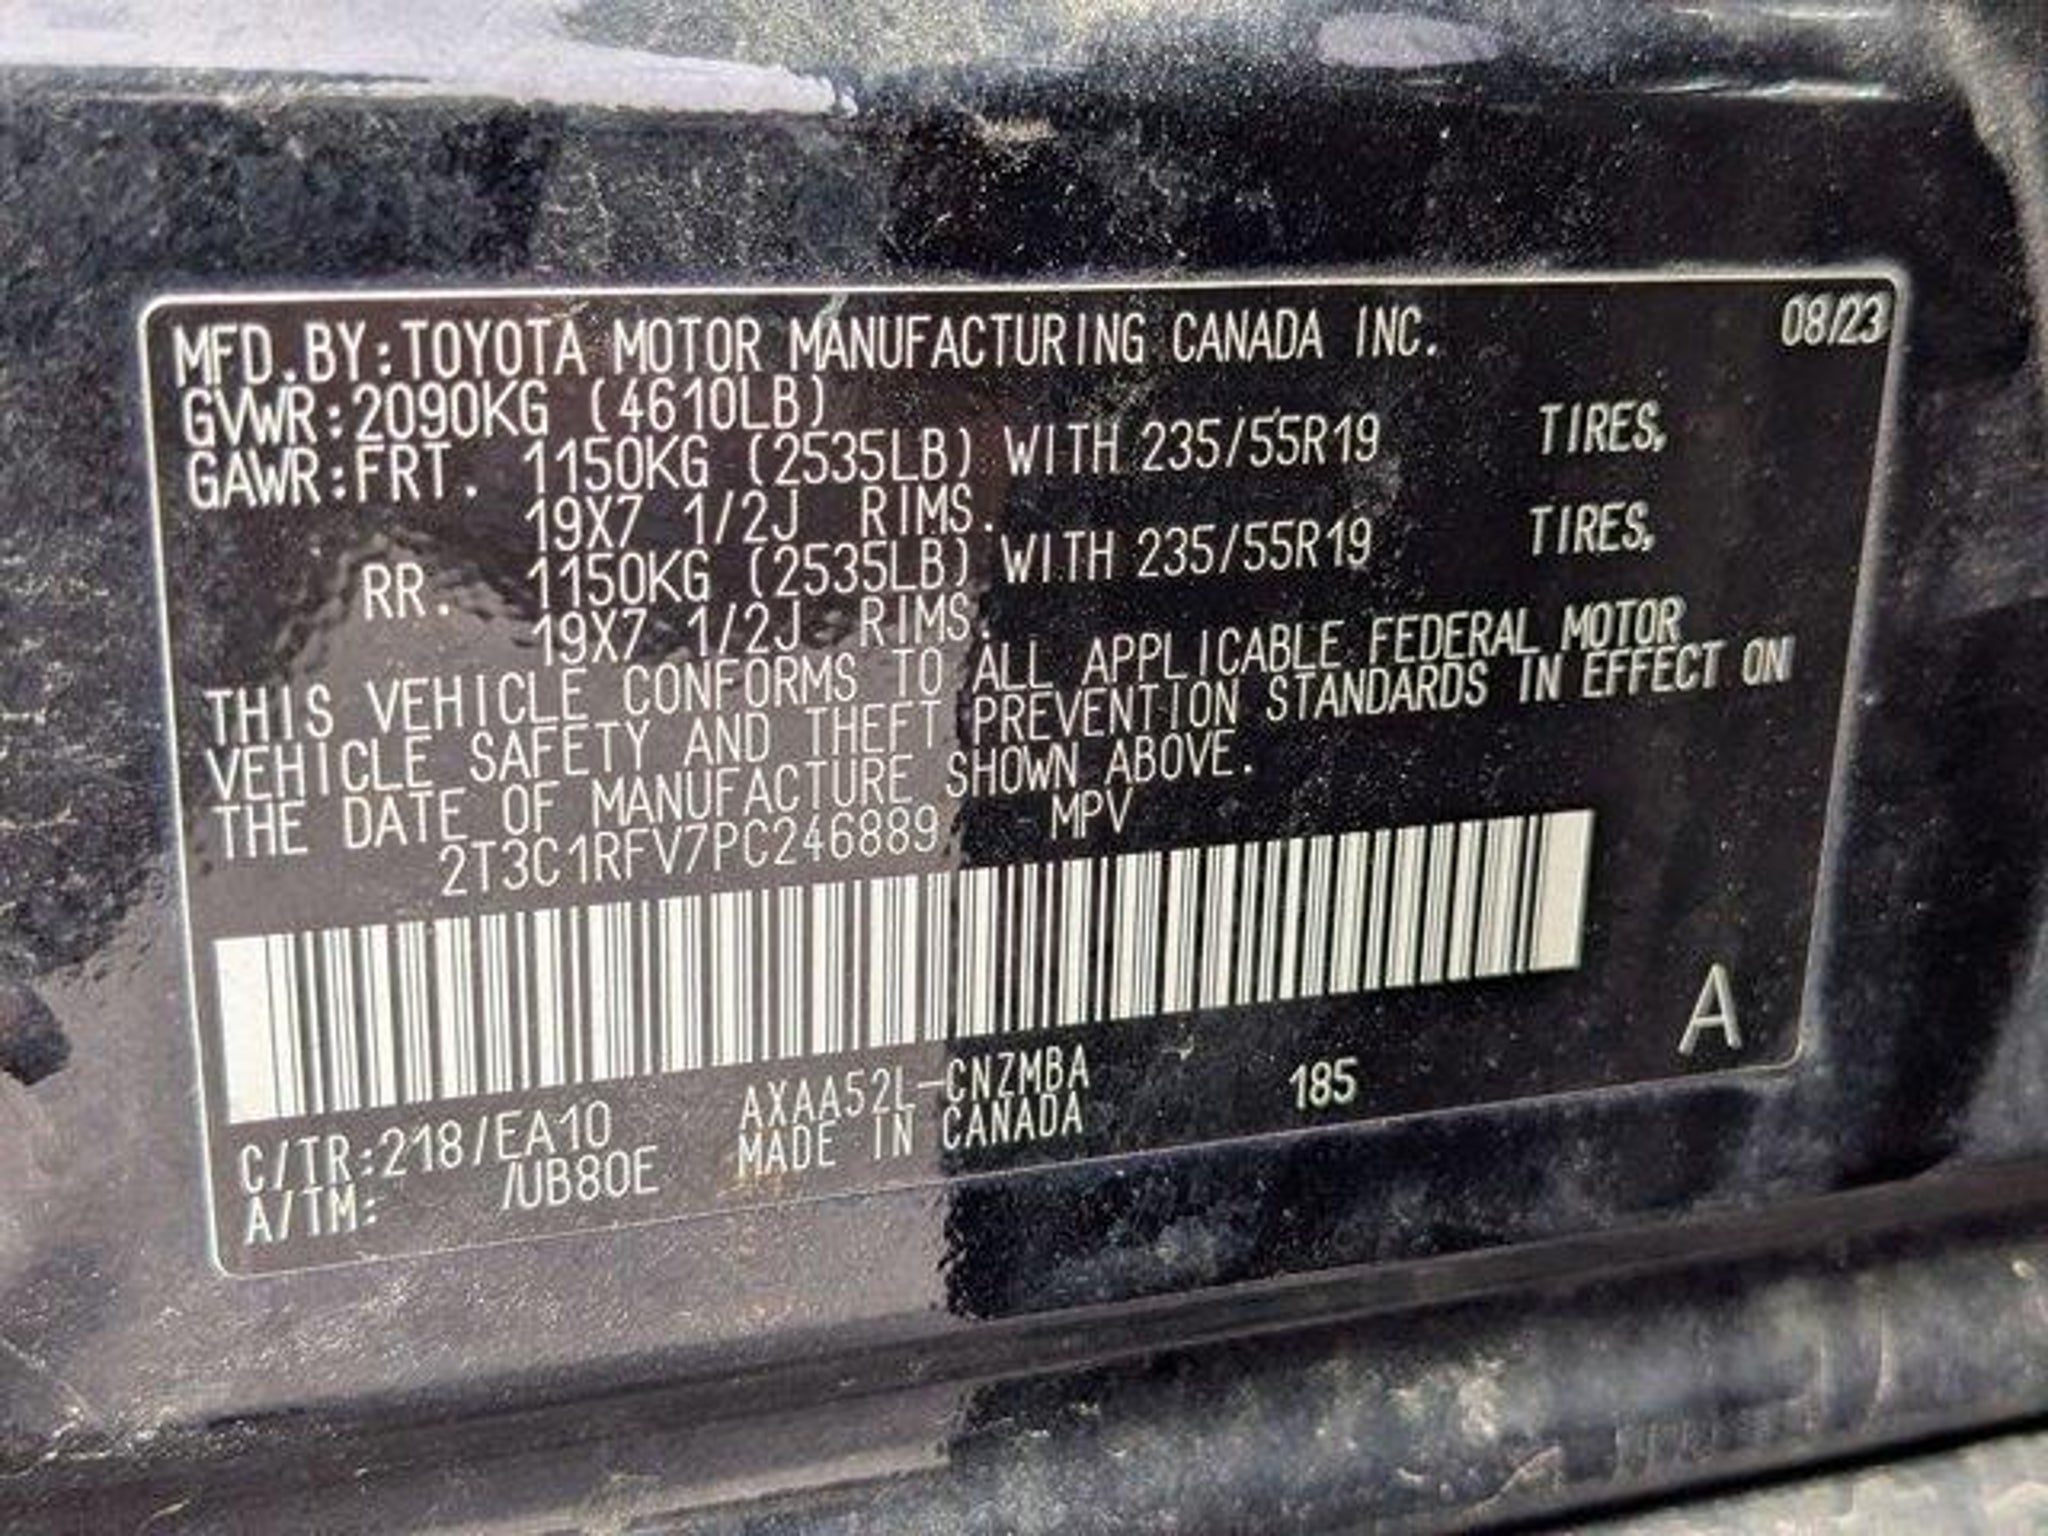 08/23
MFD.BY:TOYOTA MOTOR MANUFACTURING CANADA INC.
GVWR:2090KG (4610LB)
GAWR:FRT. 1150KG (2535LB) WITH 235/55R19 TIRES,
19X7 1/2J RIMS.
RR. 1150KG (2535LB) WITH 235/55R19 TIRES,
19X7 1/2J RIMS.
THIS VEHICLE CONFORMS TO ALL APPLICABLE FEDERAL MOTOR
VEHICLE SAFETY AND THEFT PREVENTION STANDARDS IN EFFECT ON
THE DATE OF MANUFACTURE SHOWN ABOVE.
2T3C1RFV7PC246889 MPV
A
C/TR:218/EA10 AXAA52L-CNZMBA 185
A/TM: /UB80E MADE IN CANADA